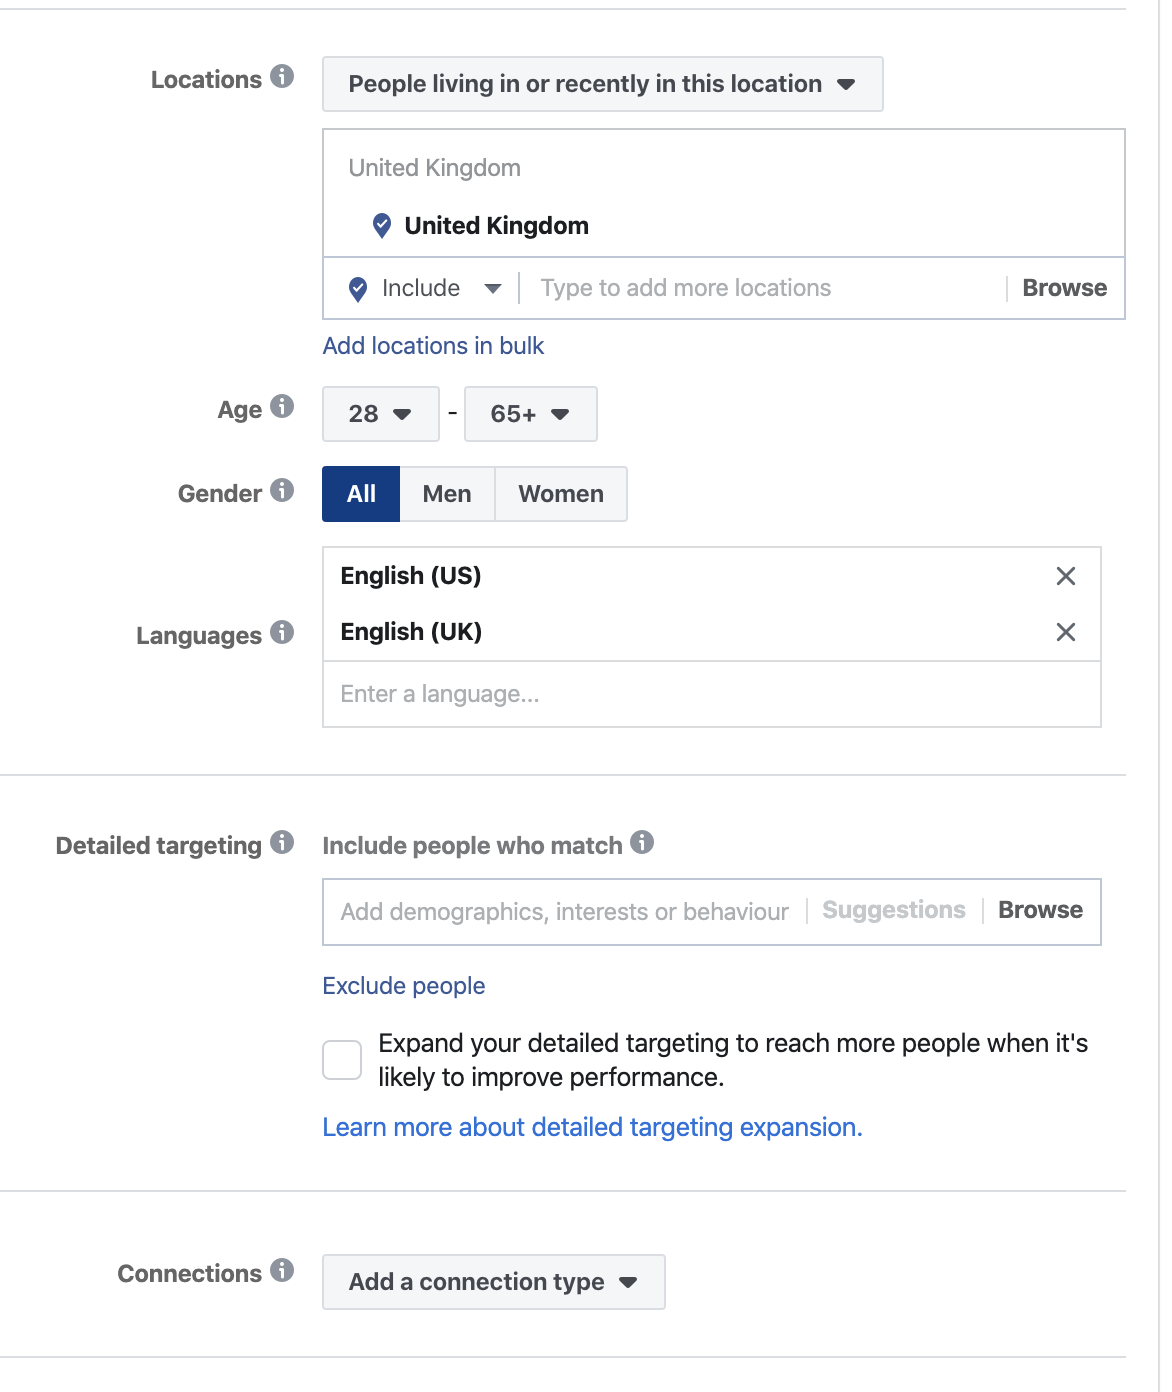 Locations
People living in or recently in this location
United Kingdom
United Kingdom
Include
Type to add more locations
Browse
Add locations in bulk
Age
28
-
65+
Gender
All
Men
Women
Languages
English (US)
English (UK)
Enter a language...
Detailed targeting
Include people who match
Add demographics, interests or behaviour
Suggestions
Browse
Exclude people
Expand your detailed targeting to reach more people when it's
likely to improve performance.
Learn more about detailed targeting expansion.
Connections
Add a connection type